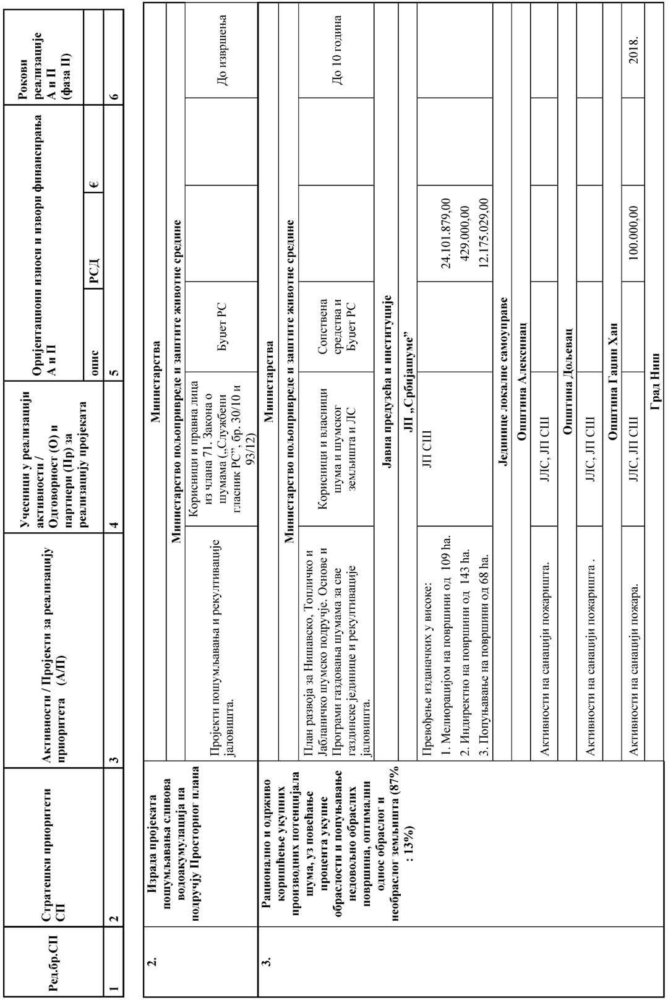 Ред.бр.СП
Стратешки приоритети
СП
Активности / Пројекти за реализацију
приоритета (А/П)
Учесници у реализацији
активности /
Одговорност (О) и
партнери (Пр) за
реализацију пројеката
Оријентациони износи и извори финансирања
А и П
опис
РСД
€
Рокови
реализације
А и П
(фаза II)
1
2
3
4
5
6
2.
Израда пројеката
пошумљавања сливова
водоакумулација на
подручју Просторног плана
Министарства
Министарство пољопривреде и заштите животне средине
Пројекти пошумљавања и рекултивације
јаловишта.
Корисници и правна лица
из члана 71. Закона о
шумама („Службени
гласник РС”, бр. 30/10 и
93/12)
Буџет РС
До извршења
3.
Рационално и одрживо
коришћење укупних
производних потенцијала
шума, уз повећање
процента укупне
обраслости и попуњавање
недовољно обраслих
површина, оптимални
однос обраслог и
необраслог земљишта (87%
: 13%)
Министарства
Министарство пољопривреде и заштите животне средине
План развоја за Нишавско, Топличко и
Јабланичко шумско подручје. Основе и
Програми газдовања шумама за све
газдинске јединице и рекултивације
јаловишта.
Корисници и власници
шума и шумског
земљишта и ЛС
Сопствена
средства и
Буџет РС
До 10 година
Јавна предузећа и институције
ЈП „Србијашуме”
Превођење изданачких у високе:
1. Мелиорацијом на површини од 109 ha.
2. Индиректно на површини од 143 ha.
3. Попуњавање на површини од 68 ha.
ЈП СШ
24.101.879,00
429.000,00
12.175.029,00
Јединице локалне самоуправе
Општина Алексинац
Активности на санацији пожаришта.
ЈЛС, ЈП СШ
Општина Дољевац
Активности на санацији пожаришта .
ЈЛС, ЈП СШ
Општина Гаџин Хан
Активности на санацији пожара.
ЈЛС, ЈП СШ
100.000,00
2018.
Град Ниш